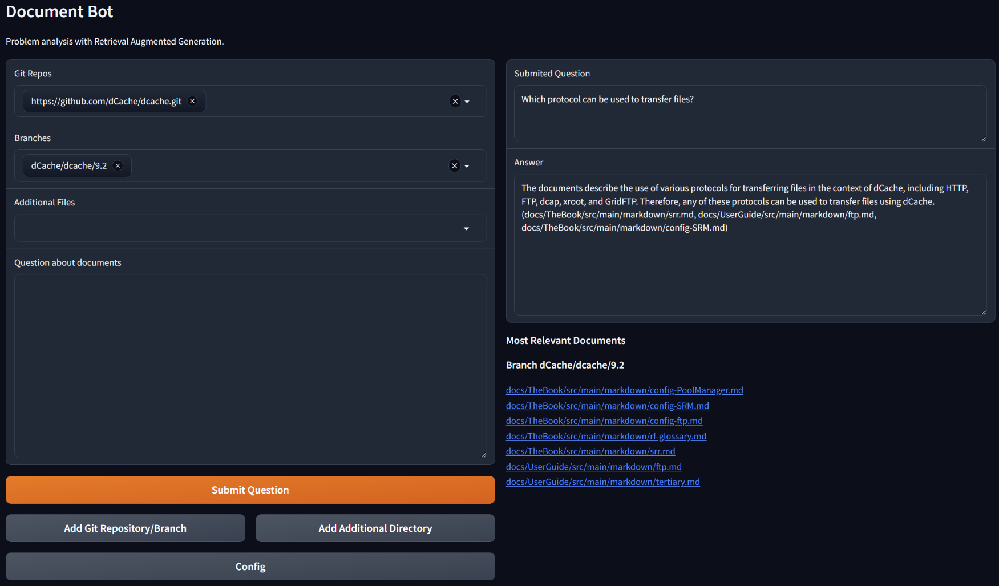 Document Bot
Problem analysis with Retrieval Augmented Generation.
Git Repos
https://github.com/dCache/dcache.git
Branches
dCache/dcache/9.2
Additional Files
Question about documents
Submit Question
Add Git Repository/Branch
Add Additional Directory
Config
Submited Question
Which protocol can be used to transfer files?
Answer
The documents describe the use of various protocols for transferring files in the context of dCache, including HTTP,
FTP, dcap, xroot, and GridFTP. Therefore, any of these protocols can be used to transfer files using dCache.
(docs/TheBook/src/main/markdown/srr.md, docs/UserGuide/src/main/markdown/ftp.md,
docs/TheBook/src/main/markdown/config-SRM.md)
Most Relevant Documents
Branch dCache/dcache/9.2
docs/TheBook/src/main/markdown/config-PoolManager.md
docs/TheBook/src/main/markdown/config-SRM.md
docs/TheBook/src/main/markdown/config-ftp.md
docs/TheBook/src/main/markdown/rf-glossary.md
docs/TheBook/src/main/markdown/srr.md
docs/UserGuide/src/main/markdown/ftp.md
docs/UserGuide/src/main/markdown/tertiary.md